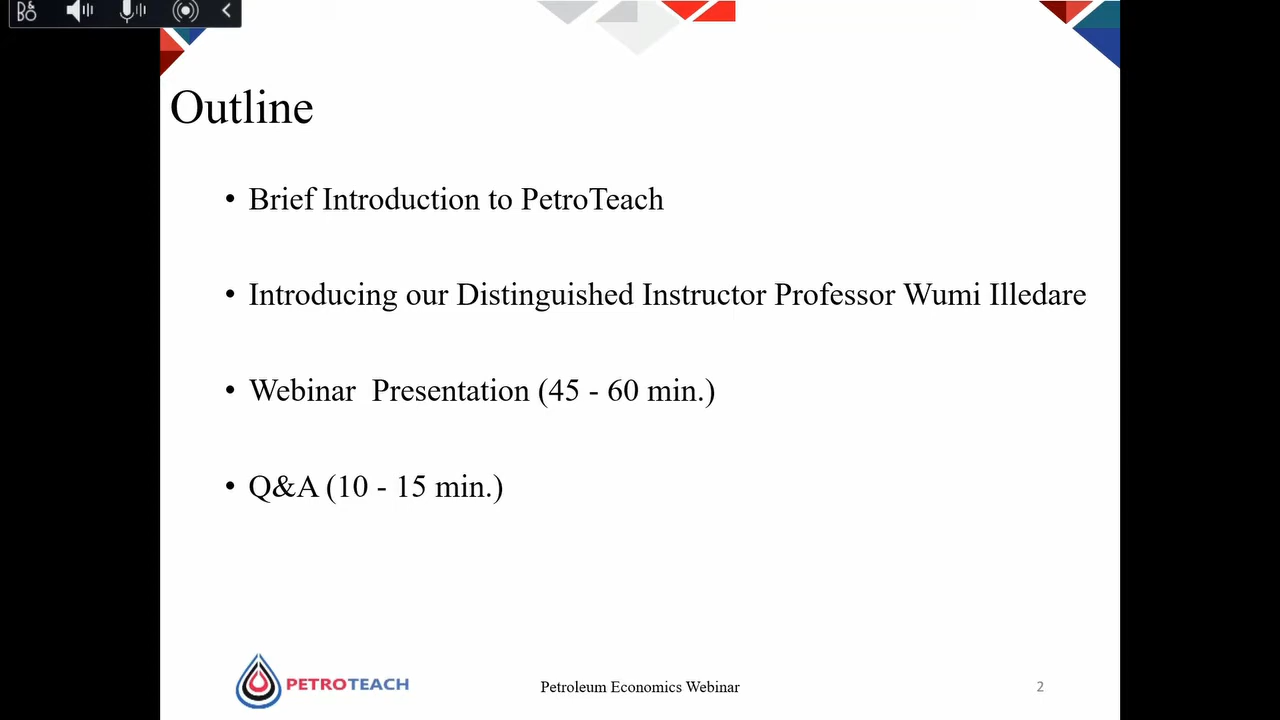 Outline
• Brief Introduction to PetroTeach
• Introducing our Distinguished Instructor Professor Wumi Illedare
• Webinar  Presentation (45 - 60 min.)
• Q&A (10 - 15 min.)
PETROTEACH
Petroleum Economics Webinar
2